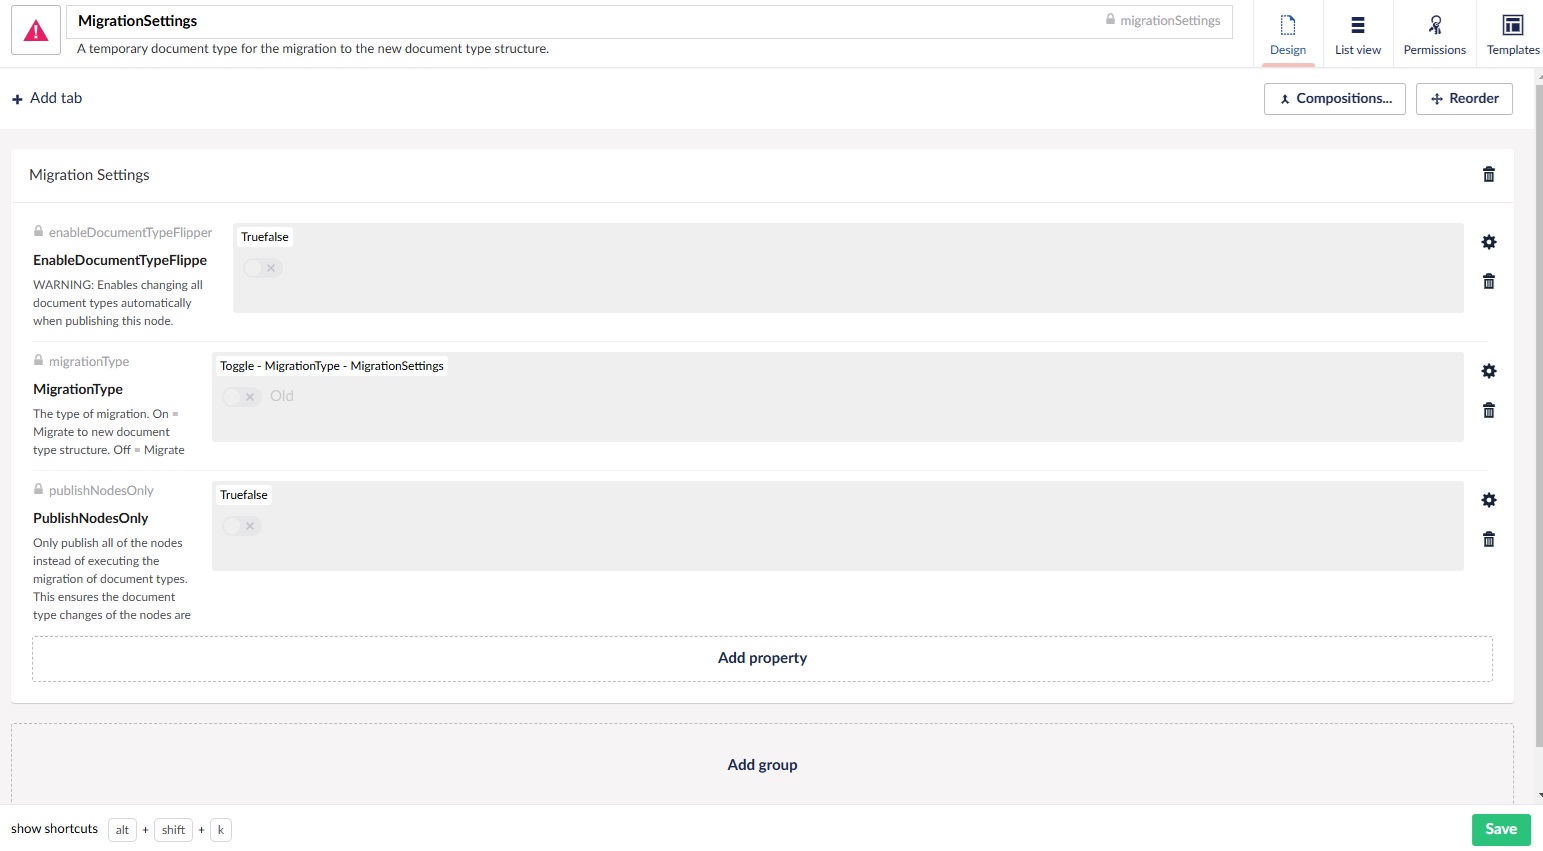 MigrationSettings
migrationSettings
A temporary document type for the migration to the new document type structure.
Design
List view
Permissions
Templates
Add tab
Compositions...
Reorder
Migration Settings
enableDocumentTypeFlipper
EnableDocumentTypeFlippe
WARNING: Enables changing all
document types automatically
when publishing this node.
Truefalse
migrationType
MigrationType
The type of migration. On =
Migrate to new document
type structure. Off = Migrate
Toggle - MigrationType - MigrationSettings
Old
publishNodesOnly
PublishNodesOnly
Only publish all of the nodes
instead of executing the
migration of document types.
This ensures the document
type changes of the nodes are
Truefalse
Add property
Add group
show shortcuts alt + shift + k
Save